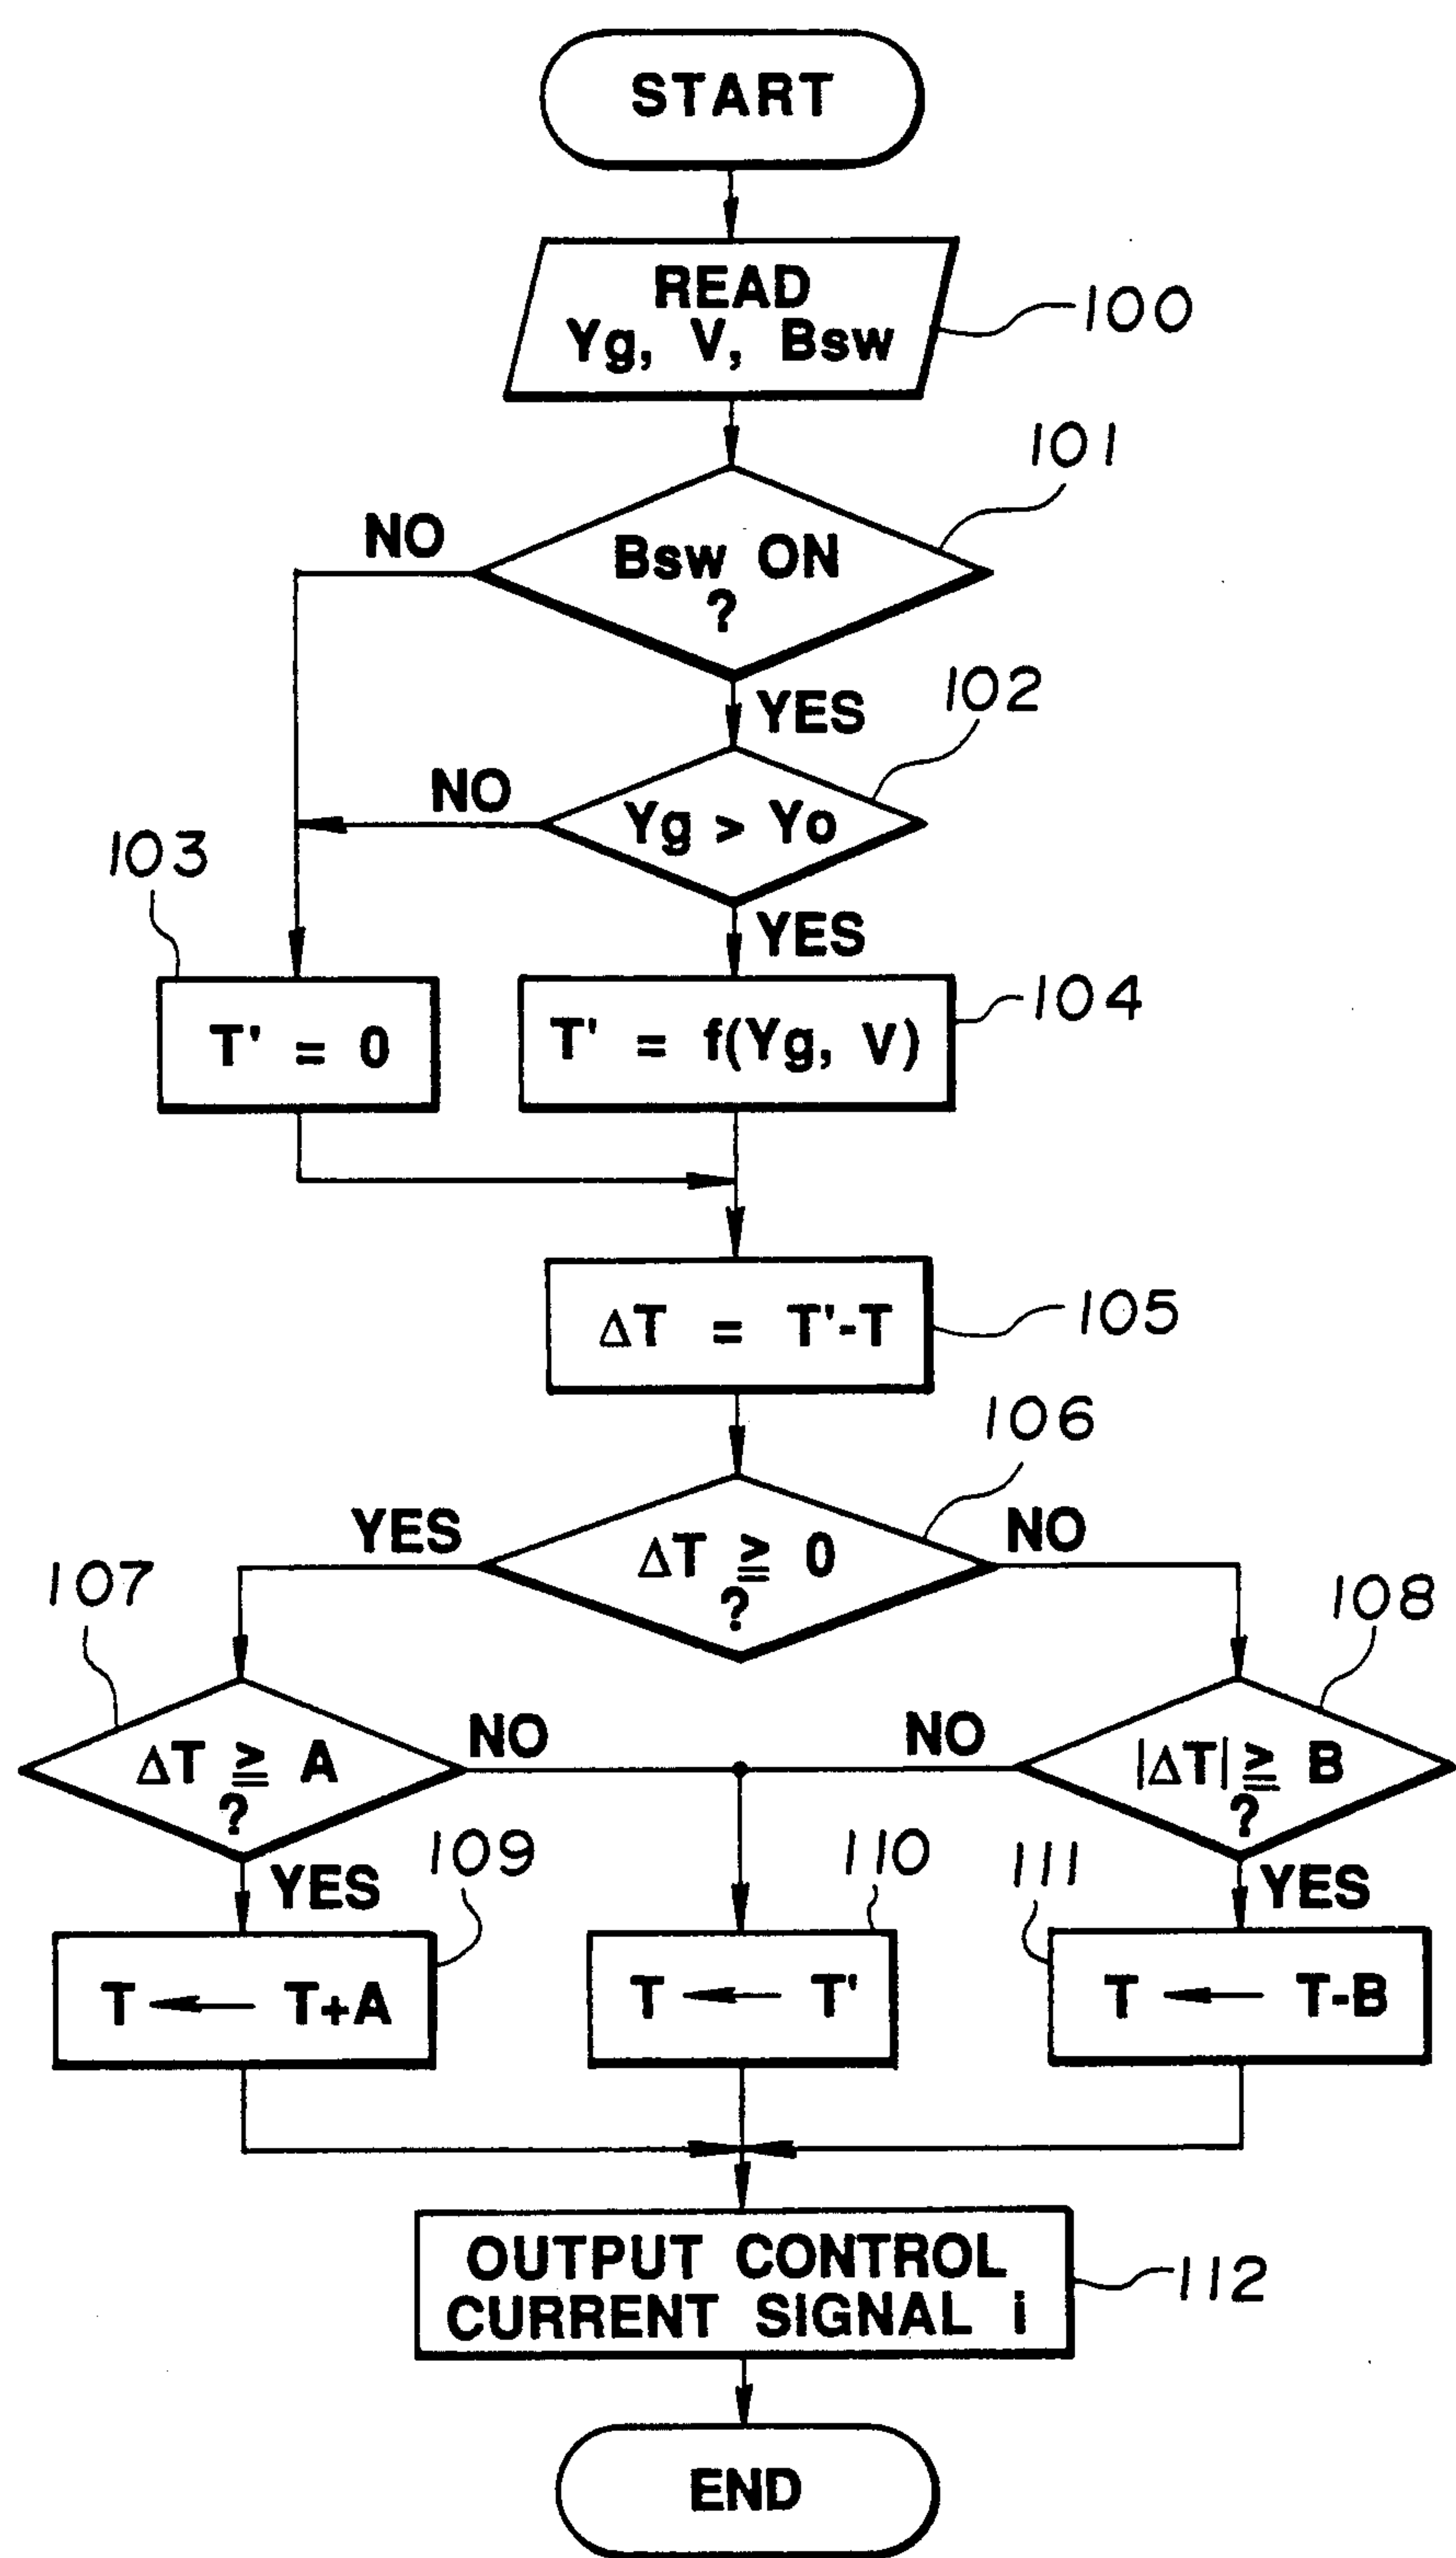 START
READ
Yg, V, Bsw
100
101
NO
Bsw ON
?
YES
102
NO
Yg > Yo
103
YES
T' = 0
T' = f(Yg, V)
104
ΔT = T'-T
105
106
YES
ΔT ≧ 0
?
NO
107
108
ΔT ≧ A
?
NO
NO
|ΔT| ≧ B
?
109
110
111
YES
YES
T ← T+A
T ← T'
T ← T-B
OUTPUT CONTROL
CURRENT SIGNAL i
112
END